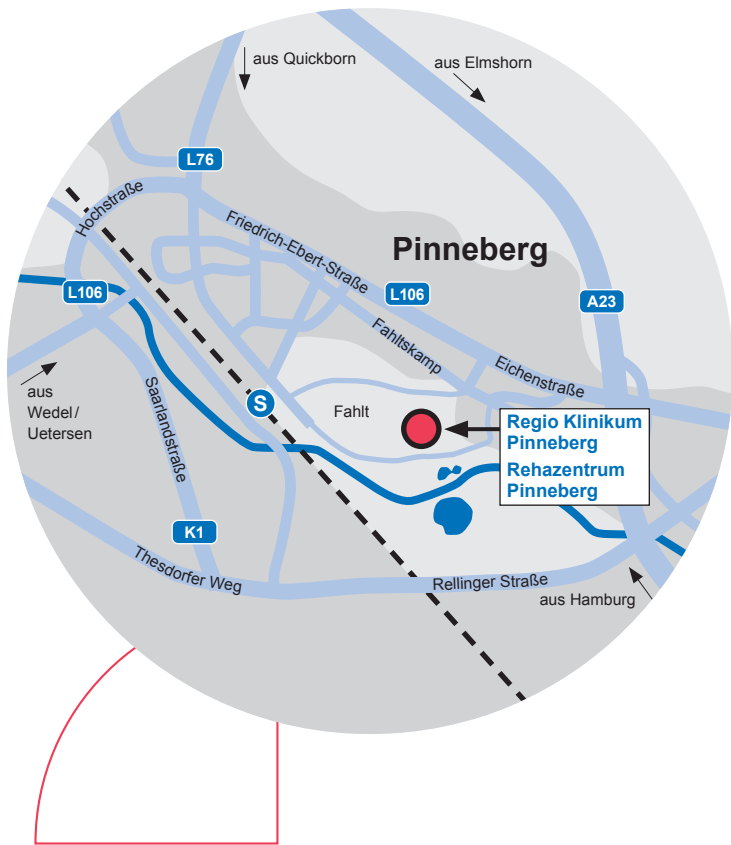 aus Quickborn
aus Elmshorn
L76
Hochstraße
Friedrich-Ebert-Straße
Pinneberg
L106
L106
A23
Fahltskamp
Eichenstraße
aus
Wedel/
Uetersen
Saarlandstraße
S
Fahlt
Regio Klinikum
Pinneberg
Rehazentrum
Pinneberg
K1
Thesdorfer Weg
Rellinger Straße
aus Hamburg